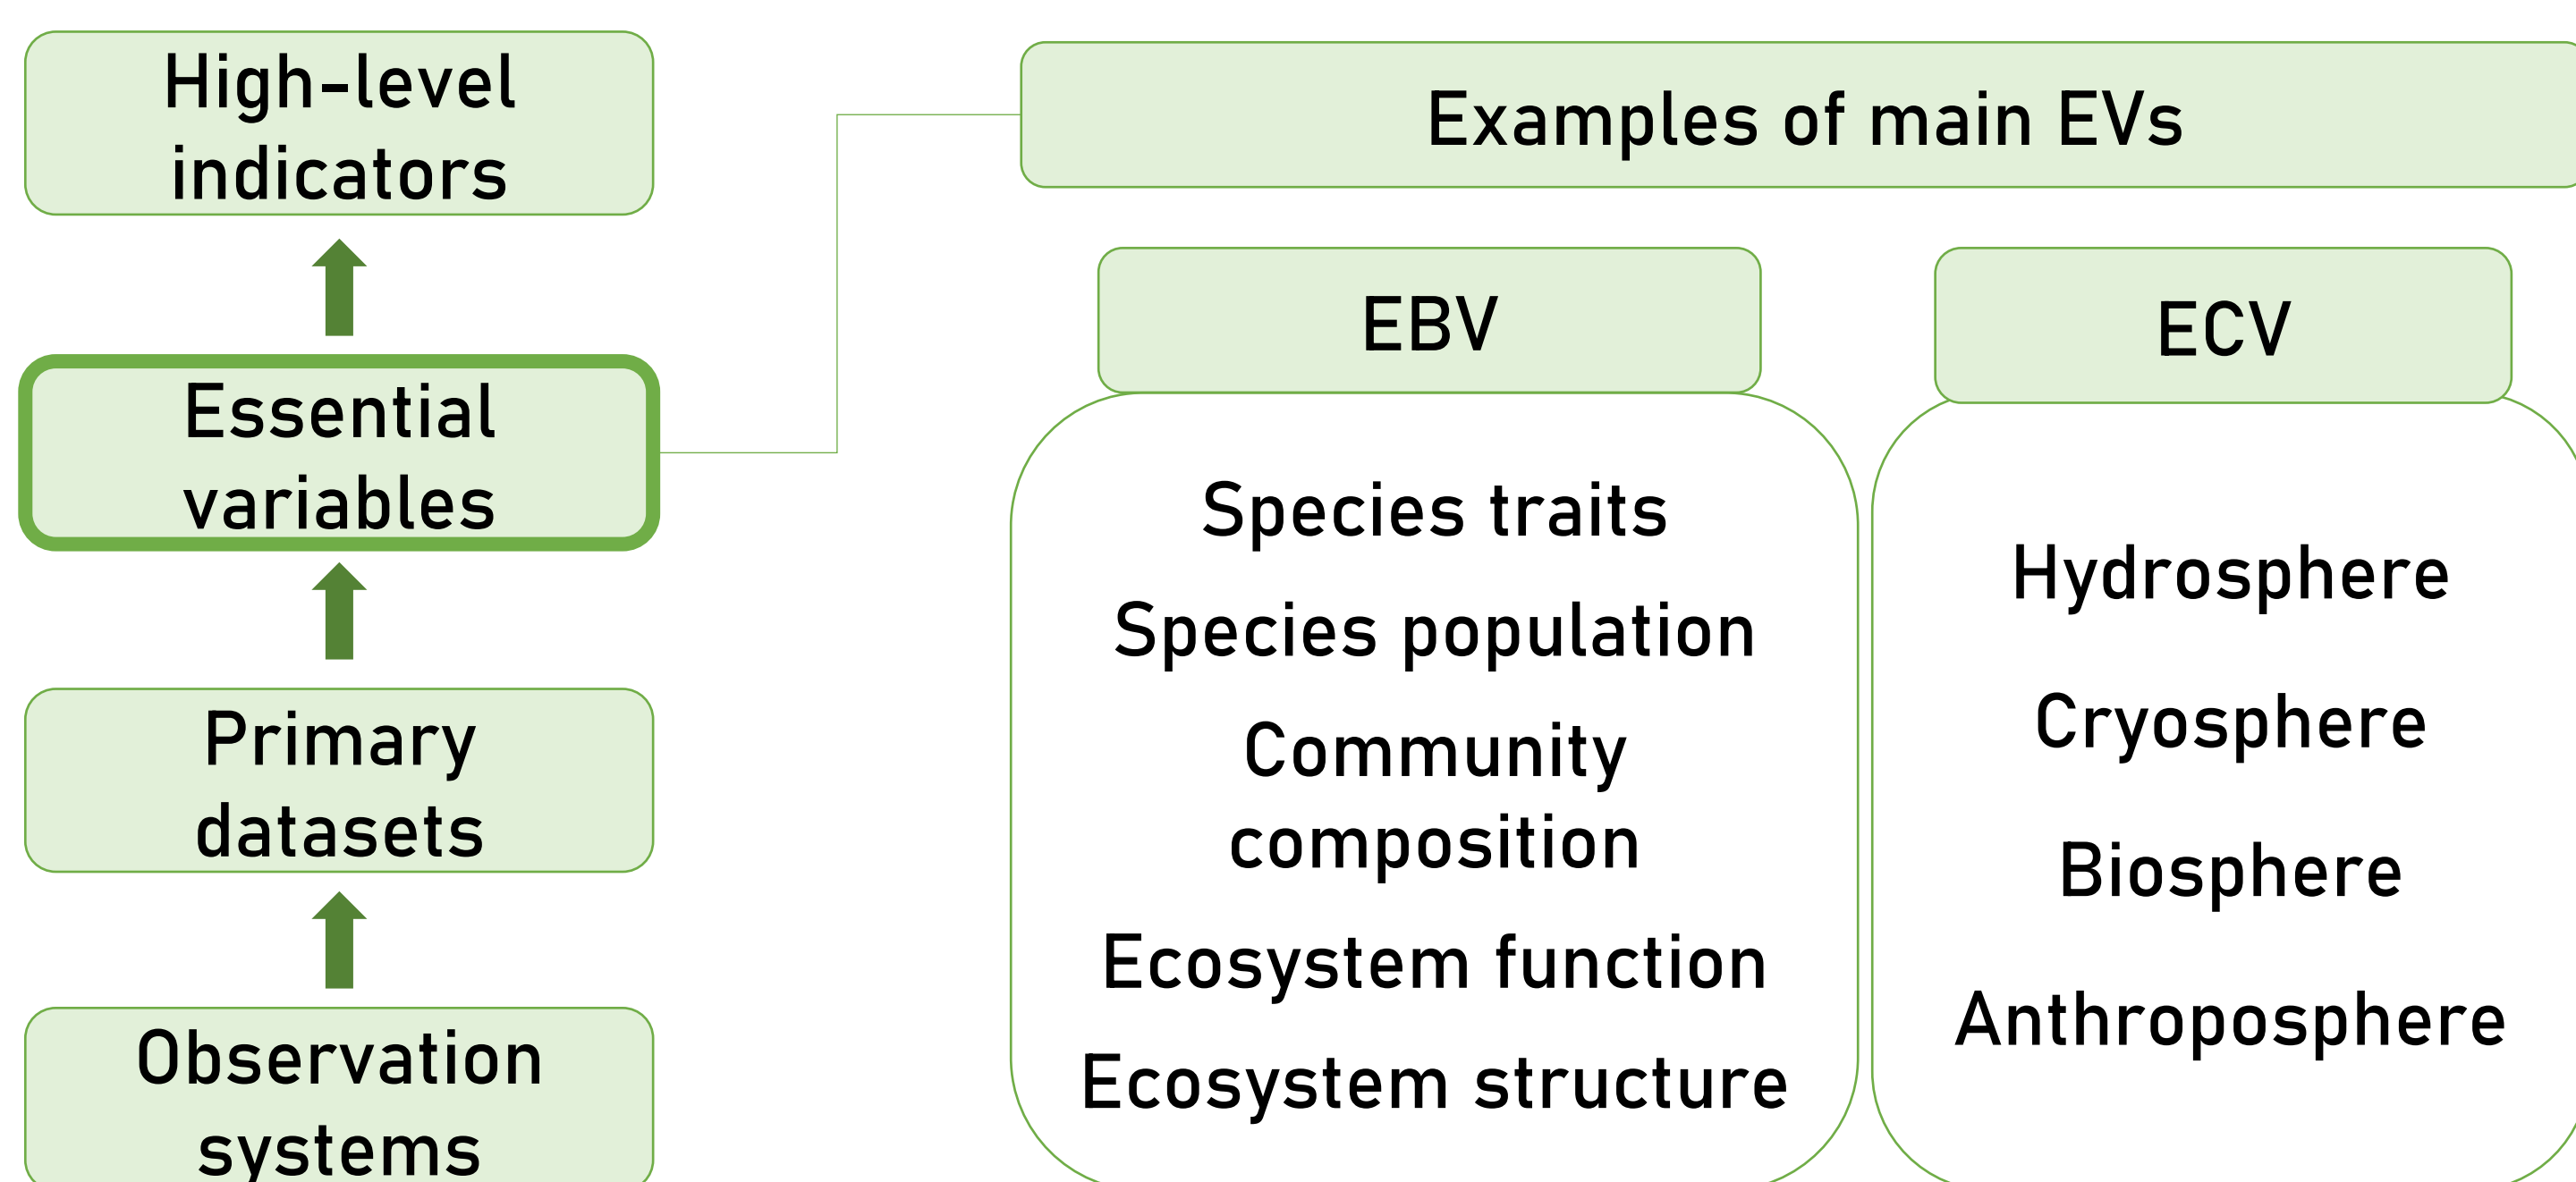 High-level
indicators
Essential
variables
Primary
datasets
Observation
systems
Examples of main EVs
EBV
Species traits
Species population
Community
composition
Ecosystem function
Ecosystem structure
ECV
Hydrosphere
Cryosphere
Biosphere
Anthroposphere